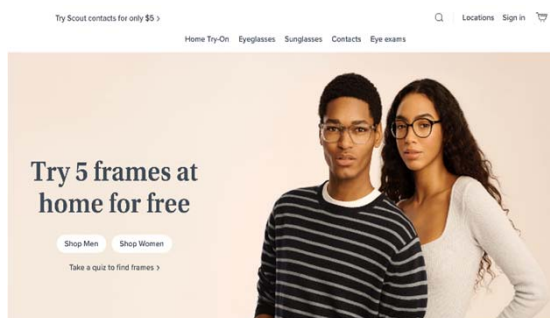 Try Scout contacts for only $5 >
Locations Sign in
Home Try-On Eyeglasses Sunglasses Contacts Eye exams
Try 5 frames at
home for free
Shop Men Shop Women
Take a quiz to find frames >